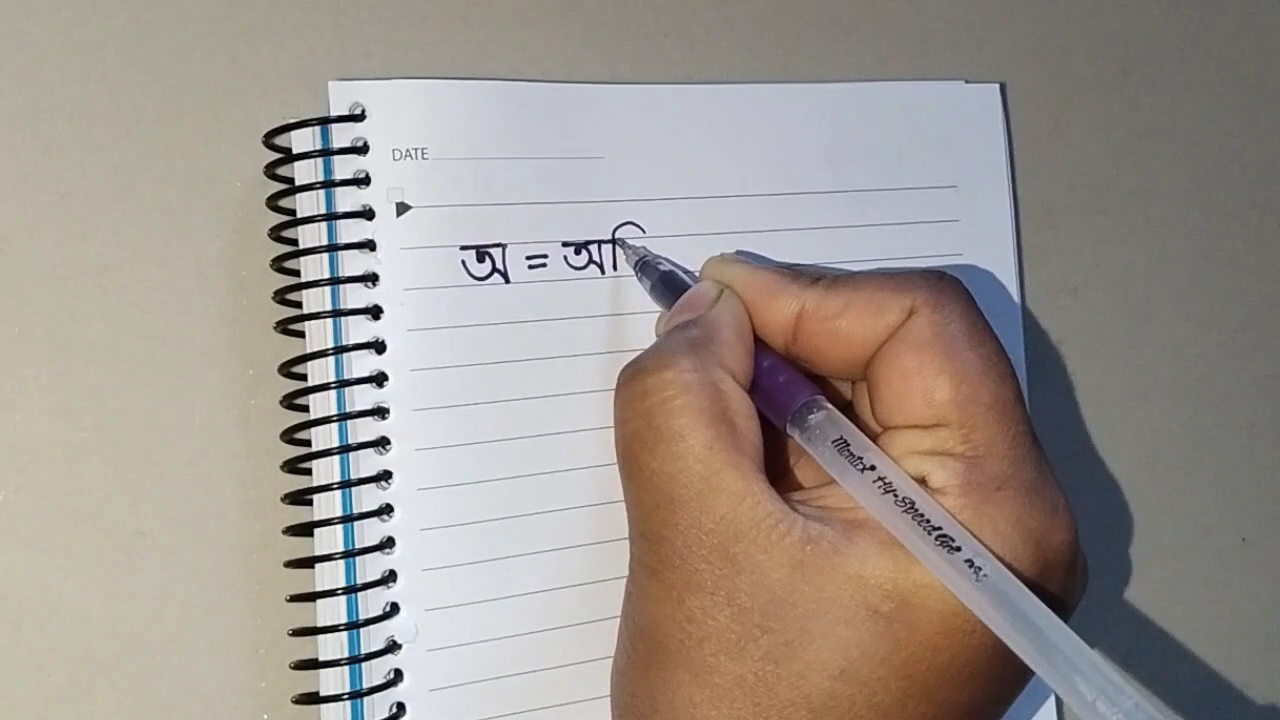 DATE
অ = অি
Montex Hy-Speed Gel